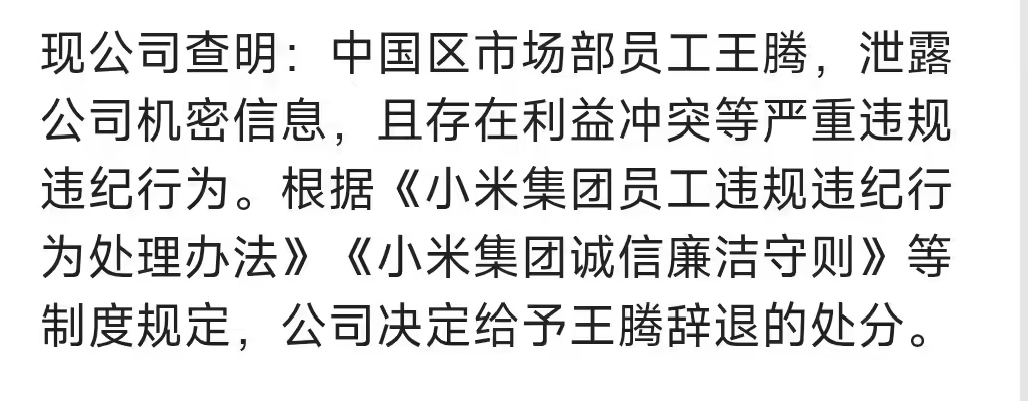 现公司查明：中国区市场部员工王腾，泄露
公司机密信息，且存在利益冲突等严重违规
违纪行为。根据《小米集团员工违规违纪行
为处理办法》《小米集团诚信廉洁守则》等
制度规定，公司决定给予王腾辞退的处分。